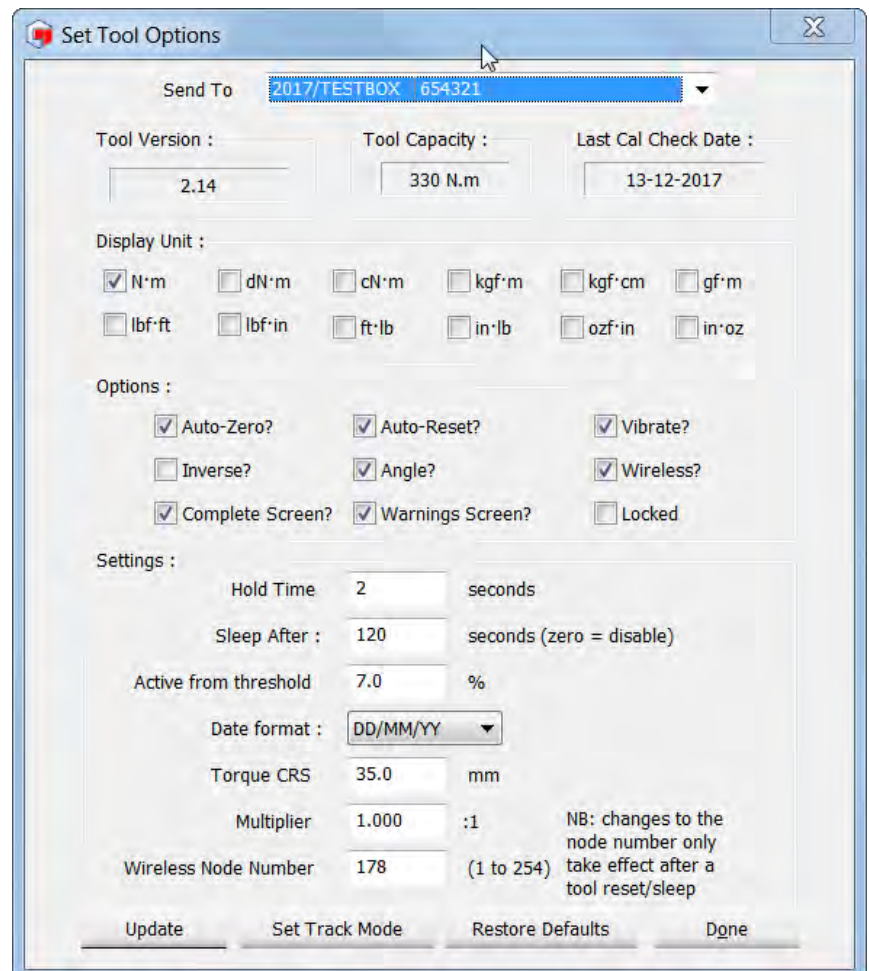 Set Tool Options
Send To 2017/TESTBOX 654321
Tool Version : Tool Capacity : Last Cal Check Date :
2.14 330 N.m 13-12-2017
Display Unit :
N·m dN·m cN·m kgf·m kgf·cm gf·m
lbf·ft lbf·in ft·lb in·lb ozf·in in·oz
Options :
Auto-Zero? Auto-Reset? Vibrate?
Inverse? Angle? Wireless?
Complete Screen? Warnings Screen? Locked
Settings :
Hold Time 2 seconds
Sleep After : 120 seconds (zero = disable)
Active from threshold 7.0 %
Date format : DD/MM/YY
Torque CRS 35.0 mm
Multiplier 1.000 :1
Wireless Node Number 178 (1 to 254)
NB: changes to the
node number only
take effect after a
tool reset/sleep
Update Set Track Mode Restore Defaults Done